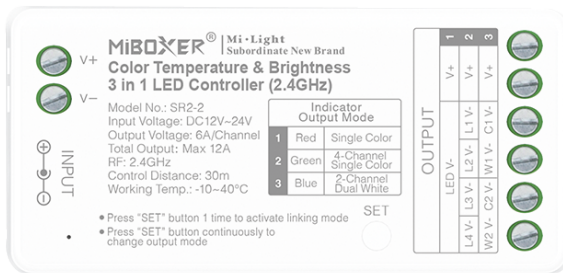 MiBOXER® Mi·Light
Subordinate New Brand
Color Temperature & Brightness
3 in 1 LED Controller (2.4GHz)
Model No.: SR2-2
Input Voltage: DC12V~24V
Output Voltage: 6A/Channel
Total Output: Max 12A
RF: 2.4GHz
Control Distance: 30m
Working Temp.: -10~40°C
Indicator
Output Mode
1 Red Single Color
2 Green 4-Channel
Single Color
3 Blue 2-Channel
Dual White
• Press "SET" button 1 time to activate linking mode
• Press "SET" button continuously to
change output mode
SET
V+
V−
INPUT
OUTPUT
1 2 3
V+ V+ V+
LED V-
L1 V- C1 V-
L2 V- W1 V-
L3 V- C2 V-
L4 V- W2 V-